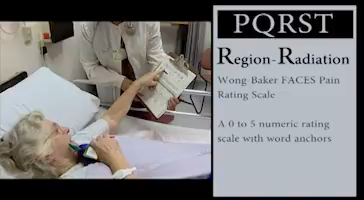 PQRST
Region-Radiation
Wong-Baker FACES Pain
Rating Scale
A 0 to 5 numeric rating
scale with word anchors